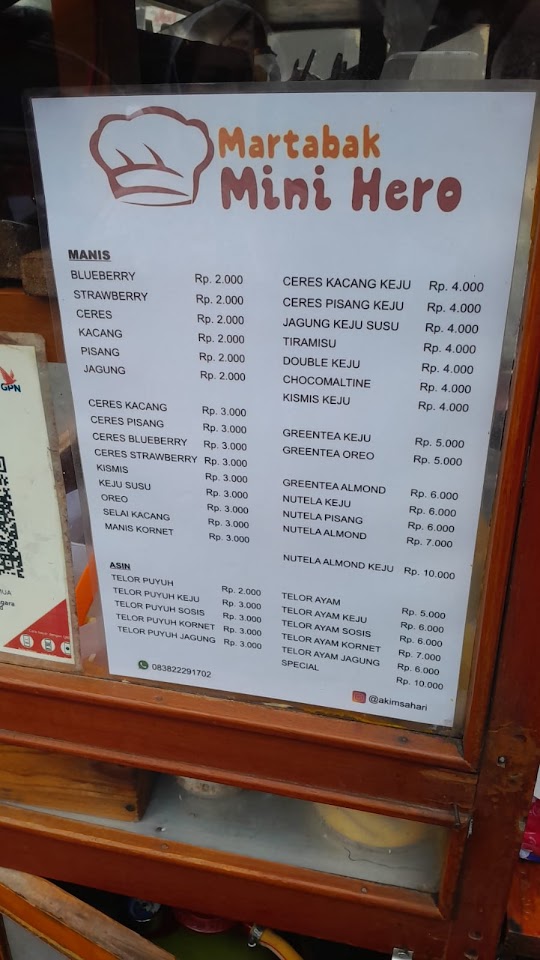 Martabak
Mini Hero
MANIS
BLUEBERRY Rp. 2.000
STRAWBERRY Rp. 2.000
CERES Rp. 2.000
KACANG Rp. 2.000
PISANG Rp. 2.000
JAGUNG Rp. 2.000
CERES KACANG Rp. 3.000
CERES PISANG Rp. 3.000
CERES BLUEBERRY Rp. 3.000
CERES STRAWBERRY Rp. 3.000
KISMIS Rp. 3.000
KEJU SUSU Rp. 3.000
OREO Rp. 3.000
SELAI KACANG Rp. 3.000
MANIS KORNET
ASIN
TELOR PUYUH Rp. 2.000
TELOR PUYUH KEJU Rp. 3.000
TELOR PUYUH SOSIS Rp. 3.000
TELOR PUYUH KORNET Rp. 3.000
TELOR PUYUH JAGUNG Rp. 3.000
083822291702
CERES KACANG KEJU Rp. 4.000
CERES PISANG KEJU Rp. 4.000
JAGUNG KEJU SUSU Rp. 4.000
TIRAMISU Rp. 4.000
DOUBLE KEJU Rp. 4.000
CHOCOMALTINE Rp. 4.000
KISMIS KEJU Rp. 4.000
GREENTEA KEJU Rp. 5.000
GREENTEA OREO Rp. 5.000
GREENTEA ALMOND Rp. 6.000
NUTELA KEJU Rp. 6.000
NUTELA PISANG Rp. 6.000
NUTELA ALMOND Rp. 7.000
NUTELA ALMOND KEJU Rp. 10.000
TELOR AYAM Rp. 5.000
TELOR AYAM KEJU Rp. 6.000
TELOR AYAM SOSIS Rp. 6.000
TELOR AYAM KORNET Rp. 7.000
TELOR AYAM JAGUNG Rp. 6.000
SPECIAL Rp. 10.000
@akimsahari
GPN